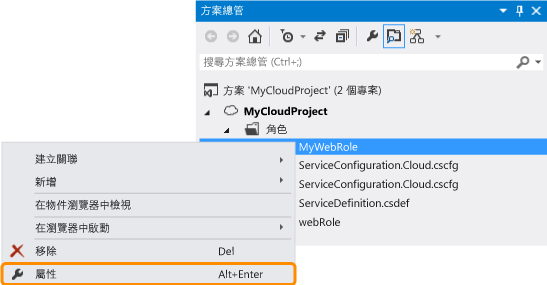 方案總管
搜尋方案總管 (Ctrl+;)
方案 'MyCloudProject' (2 個專案)
MyCloudProject
角色
MyWebRole
ServiceConfiguration.Cloud.cscfg
ServiceConfiguration.Cloud.cscfg
ServiceDefinition.csdef
webRole
建立關聯
新增
在物件瀏覽器中檢視
在瀏覽器中啟動
移除 Del
屬性 Alt+Enter